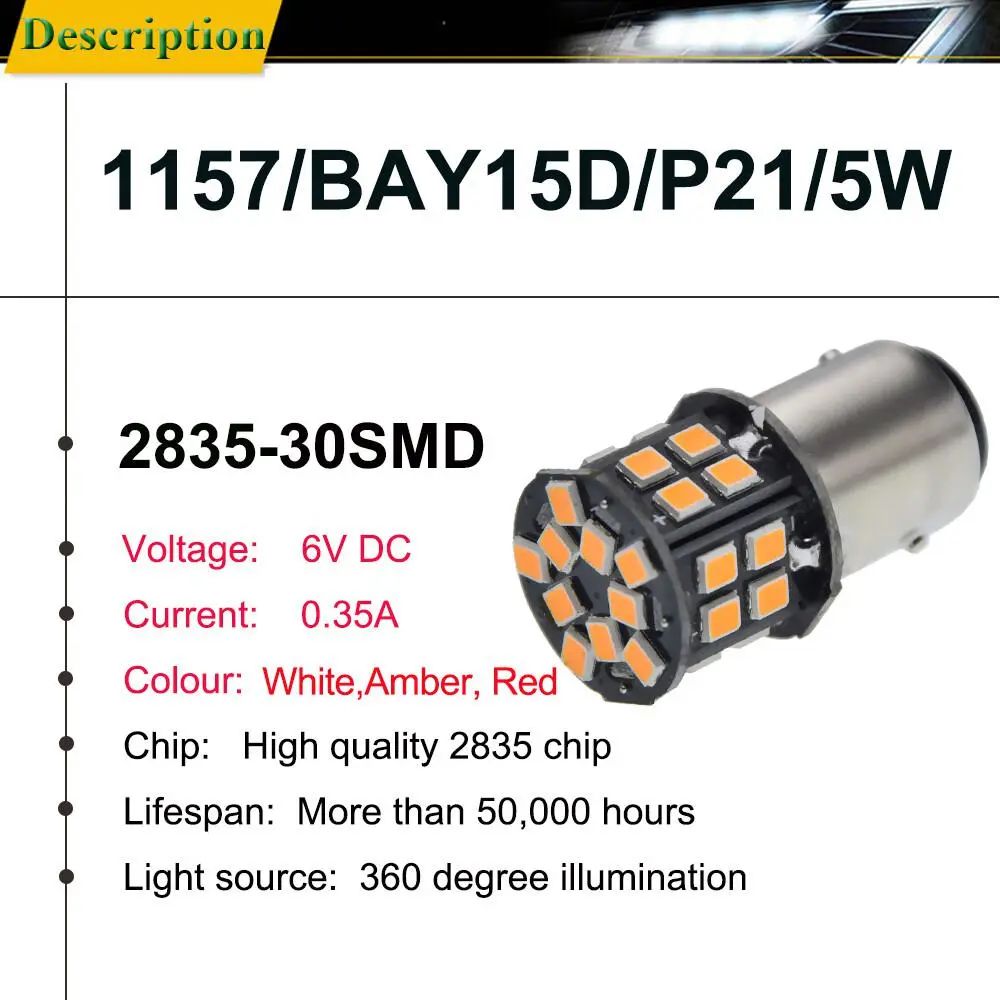 Description
1157/BAY15D/P21/5W
2835-30SMD
Voltage: 6V DC
Current: 0.35A
Colour: White,Amber, Red
Chip: High quality 2835 chip
Lifespan: More than 50,000 hours
Light source: 360 degree illumination